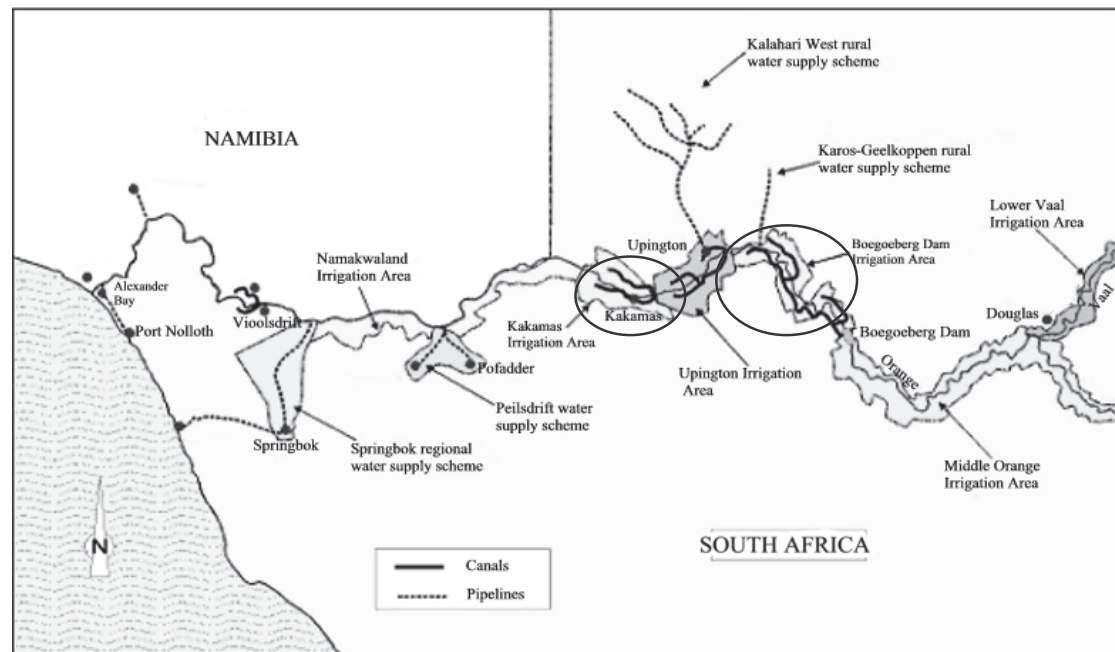 Kalahari West rural
water supply scheme
NAMIBIA
Karos-Geelkoppen rural
water supply scheme
Lower Vaal
Irrigation Area
Upington
Boegoeberg Dam
Irrigation Area
Namakwaland
Irrigation Area
Alexander
Bay
Vaal
Port Nolloth
Vioolsdrift
Kakamas
Douglas
Kakamas
Irrigation Area
Boegoeberg Dam
Orange
Pofadder
Upington Irrigation
Area
Peilsdrift water
supply scheme
Springbok
Springbok regional
water supply scheme
Middle Orange
Irrigation Area
N
SOUTH AFRICA
Canals
Pipelines